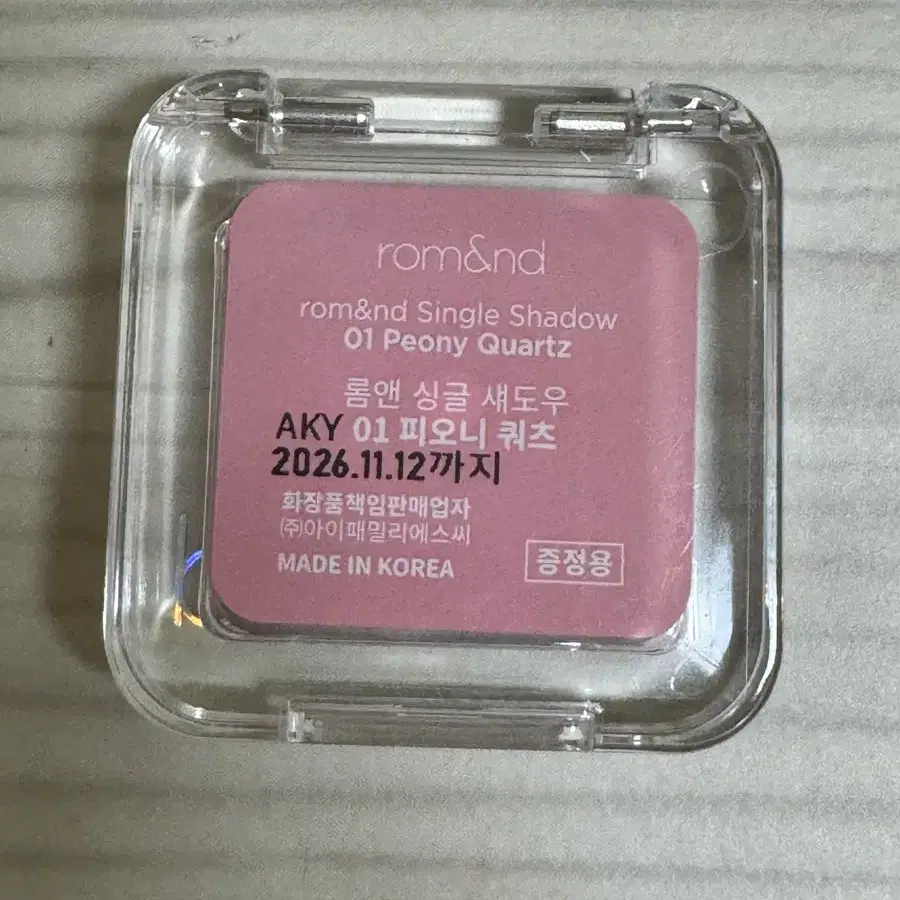 rom&nd
rom&nd Single Shadow
01 Peony Quartz
롬앤 싱글 섀도우
AKY 01 피오니 쿼츠
2026.11.12까지
화장품책임판매업자
㈜아이패밀리에스씨
MADE IN KOREA
증정용